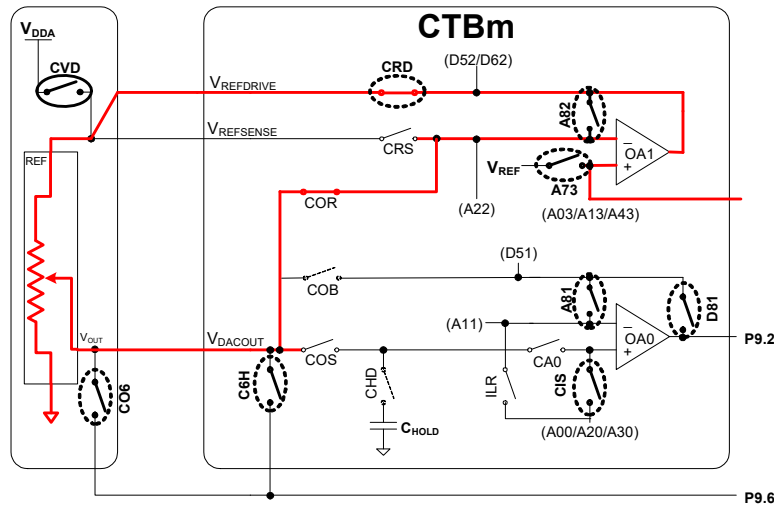 CTBm
VDDA
CVD
VREFDRIVE
CRD
(D52/D62)
A82
VREFSENSE
CRS
OA1
−
+
REF
VREF
A73
COR
(A22)
(A03/A13/A43)
(D51)
COB
A81
D81
VOUT
VDACOUT
(A11)
−
OA0
+
P9.2
COS
CA0
CO6
C6H
CHD
ILR
CIS
CHOLD
(A00/A20/A30)
P9.6